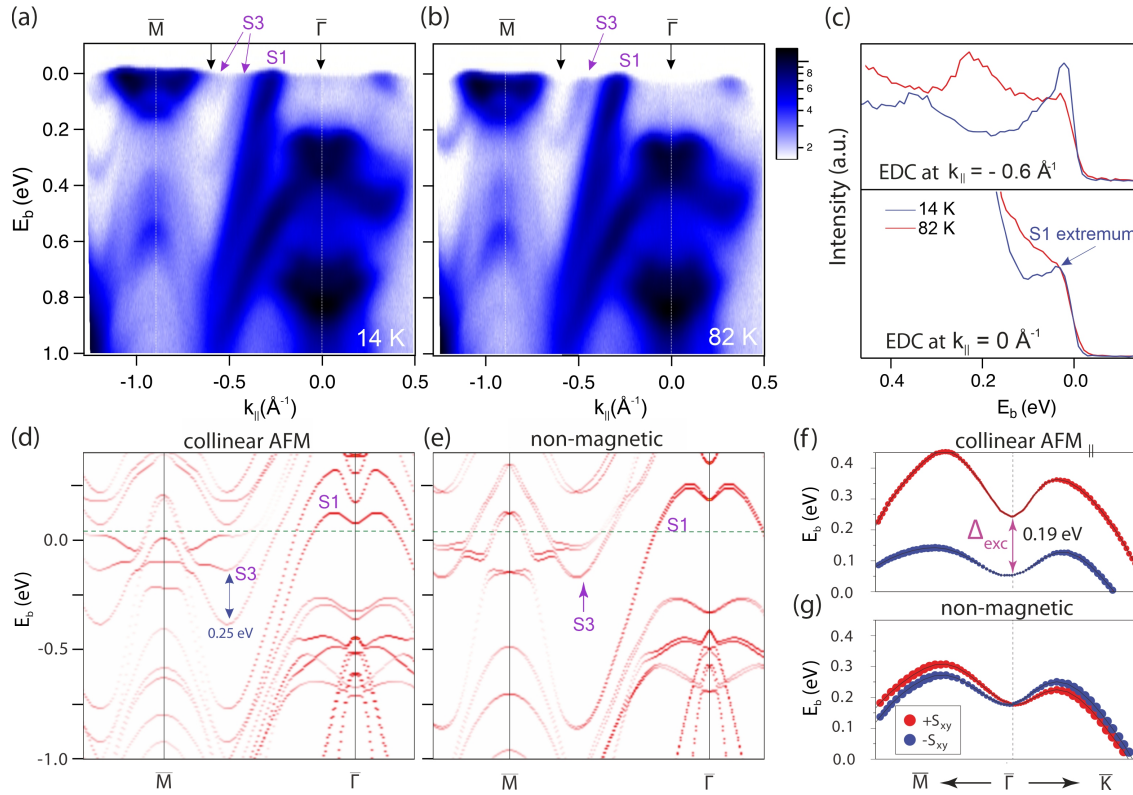 (a)
M̅
S3
S1
Γ̅
(b)
M̅
S3
S1
Γ̅
(c)
0.0
0.2
0.4
0.6
0.8
1.0
E_b (eV)
14 K
82 K
8
6
4
2
-1.0
-0.5
0.0
0.5
k_||(Å⁻¹)
-1.0
-0.5
0.0
0.5
k_||(Å⁻¹)
Intensity (a.u.)
EDC at k_|| = - 0.6 Å⁻¹
14 K
82 K
S1 extremum
EDC at k_|| = 0 Å⁻¹
0.4
0.2
0.0
E_b (eV)
(d)
collinear AFM
S1
S3
0.25 eV
0.0
-0.5
-1.0
E_b (eV)
M̅
Γ̅
(e)
non-magnetic
S1
S3
M̅
Γ̅
(f)
collinear AFM_||
0.4
0.3
0.2
0.1
0.0
E_b (eV)
Δ_exc
0.19 eV
(g)
non-magnetic
0.4
0.3
0.2
0.1
0.0
E_b (eV)
+S_xy
-S_xy
M̅
Γ̅
K̅